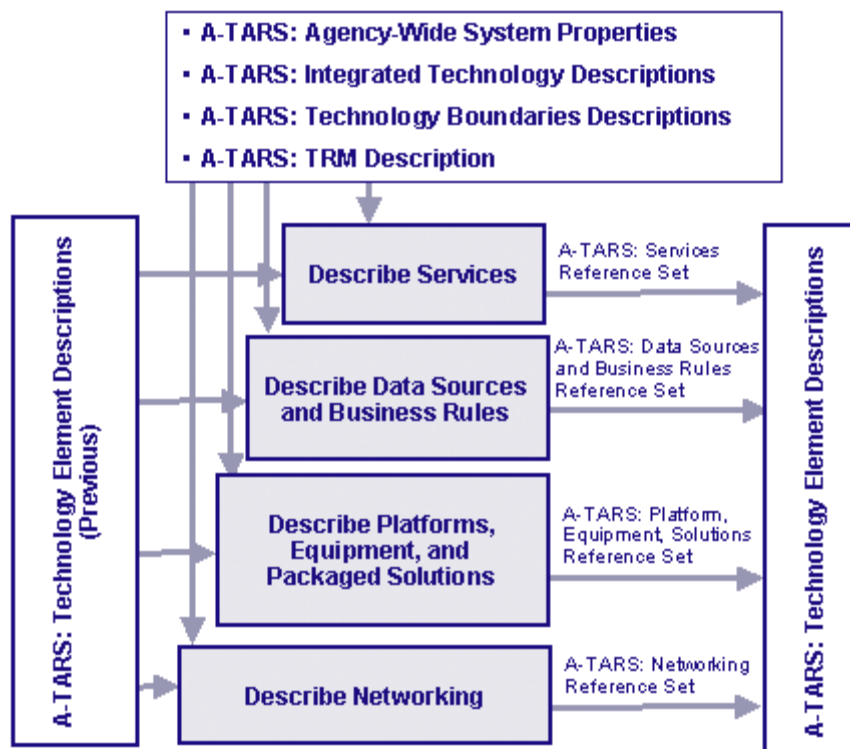 ▪ A-TARS: Agency-Wide System Properties
▪ A-TARS: Integrated Technology Descriptions
▪ A-TARS: Technology Boundaries Descriptions
▪ A-TARS: TRM Description
A-TARS: Technology Element Descriptions
(Previous)
Describe Services
A-TARS: Services
Reference Set
Describe Data Sources
and Business Rules
A-TARS: Data Sources
and Business Rules
Reference Set
Describe Platforms,
Equipment, and
Packaged Solutions
A-TARS: Platform,
Equipment, Solutions
Reference Set
Describe Networking
A-TARS: Networking
Reference Set
A-TARS: Technology Element Descriptions